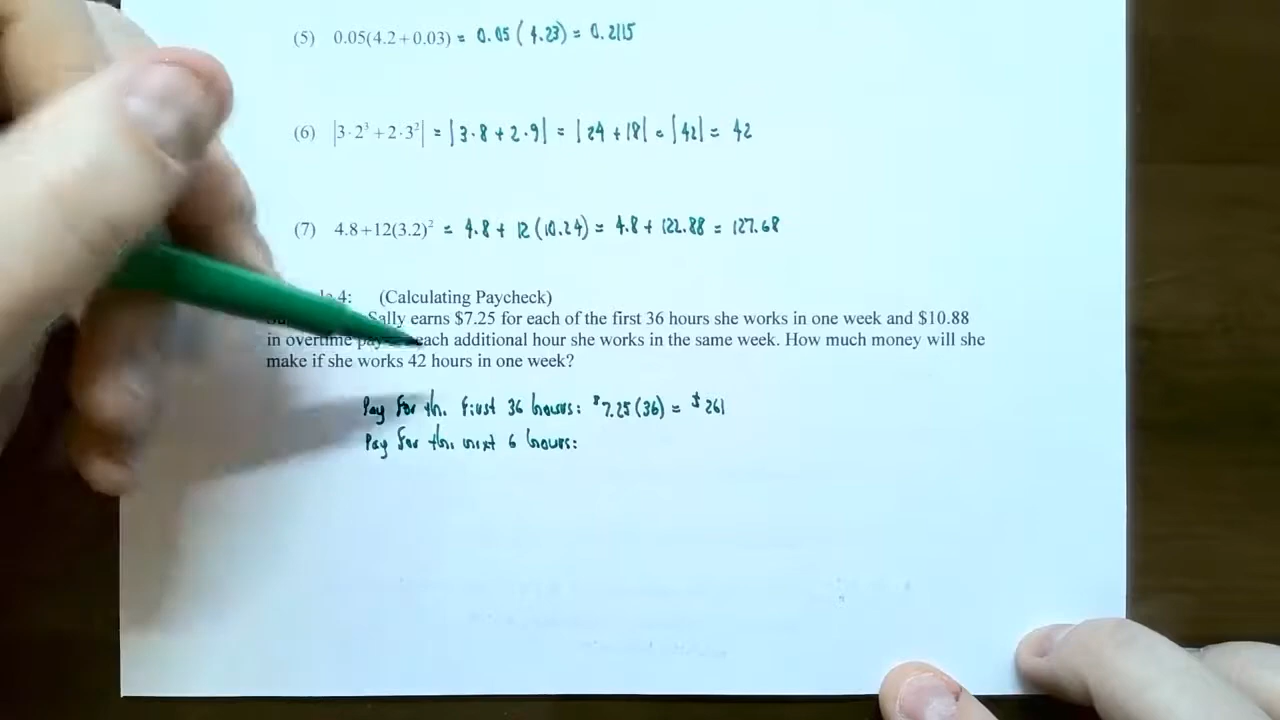 (5) 0.05(4.2+0.03) = 0.05(4.23) = 0.2115
(6) |3·2³+2·3²| = |3·8+2·9| = |24+18| = |42| = 42
(7) 4.8+12(3.2)² = 4.8+12(10.24) = 4.8+122.88 = 127.68
4: (Calculating Paycheck)
Sally earns $7.25 for each of the first 36 hours she works in one week and $10.88
in overtime each additional hour she works in the same week. How much money will she
make if she works 42 hours in one week?
Pay for the first 36 hours: $7.25(36) = $261
Pay for the next 6 hours: